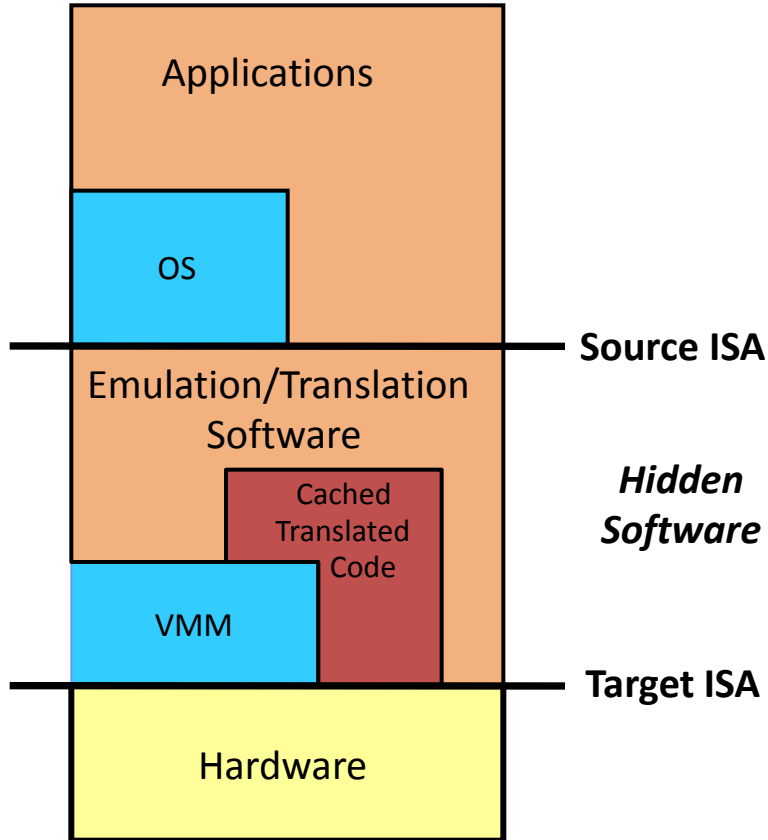 Applications
OS
Source ISA
Emulation/Translation
Software
Hidden
Software
Cached
Translated
Code
VMM
Target ISA
Hardware